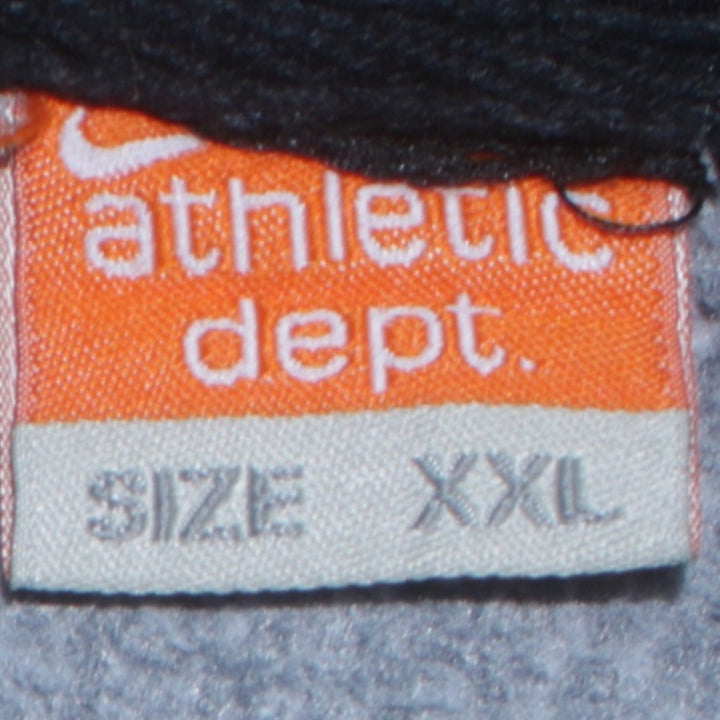 athletic
dept.
SIZE XXL